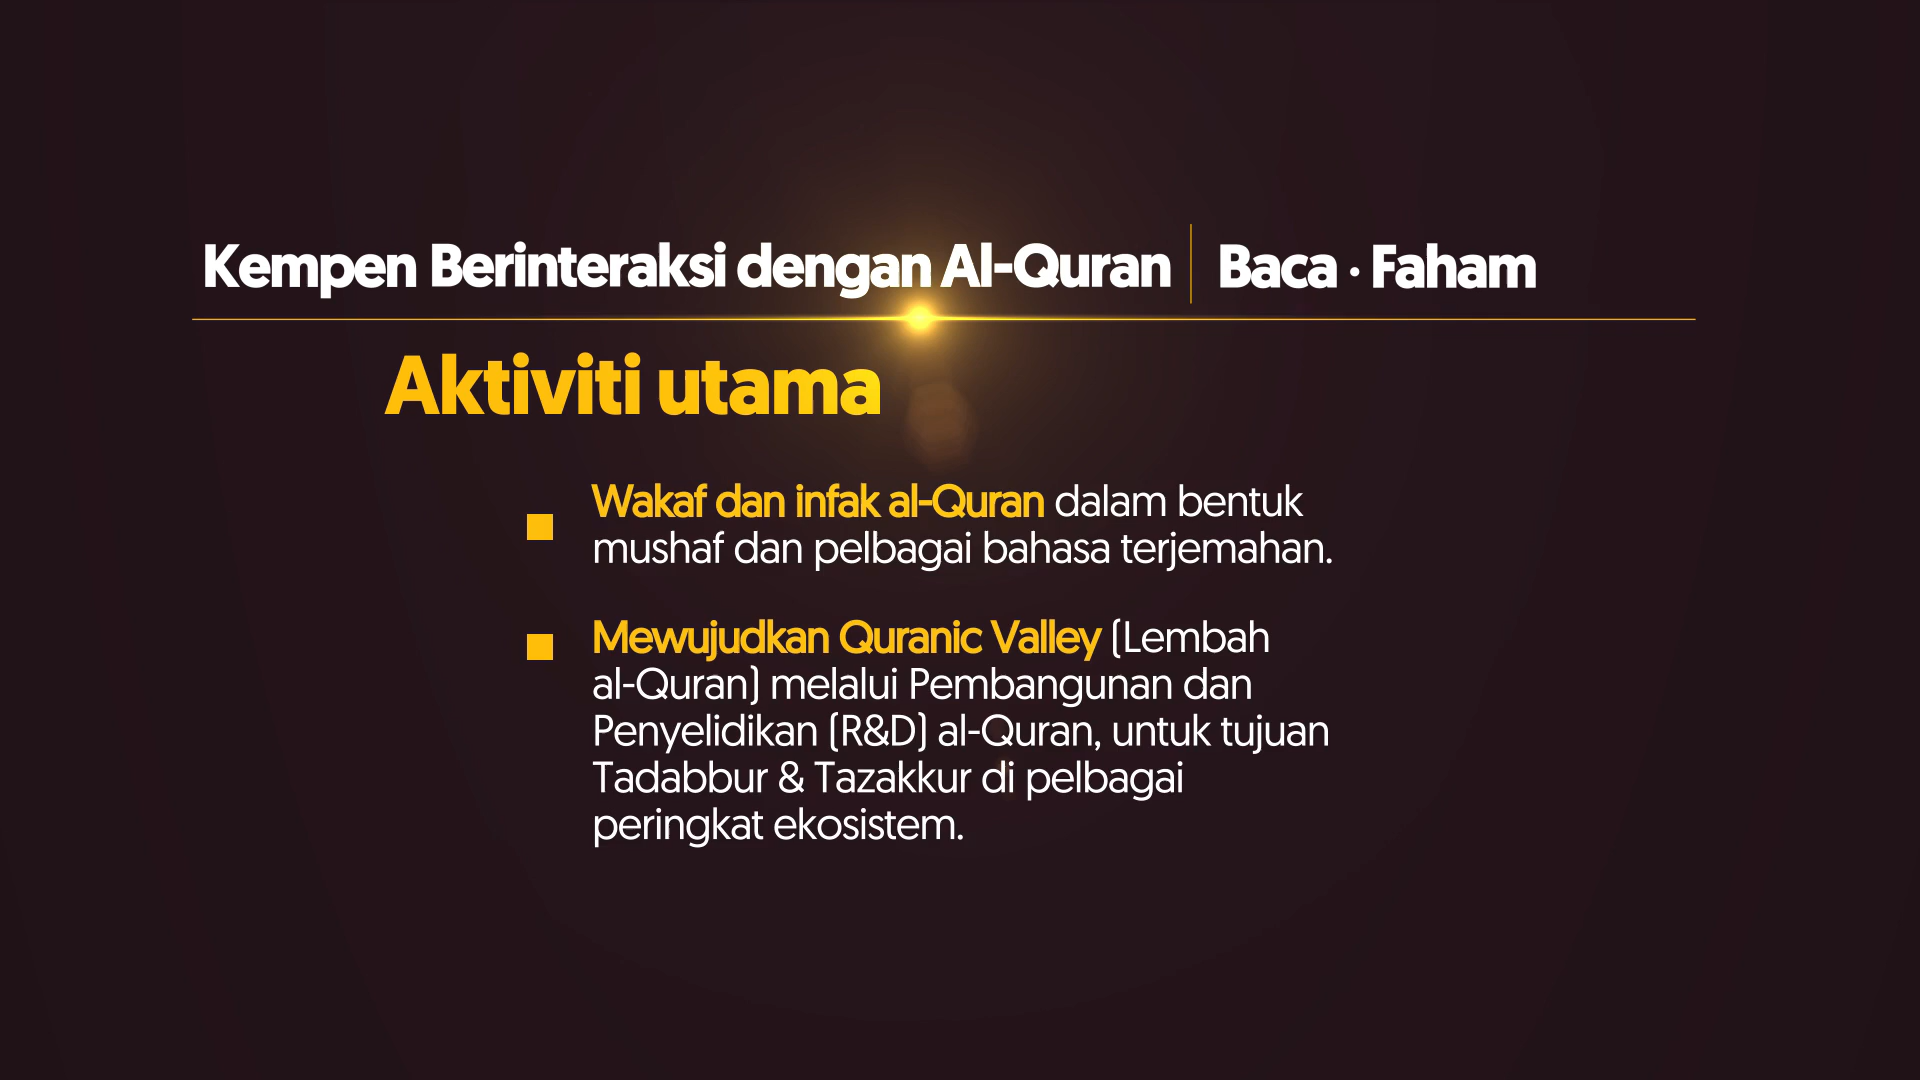 Kempen Berinteraksi dengan Al-Quran Baca · Faham
Aktiviti utama
Wakaf dan infak al-Quran dalam bentuk
mushaf dan pelbagai bahasa terjemahan.
Mewujudkan Quranic Valley (Lembah
al-Quran) melalui Pembangunan dan
Penyelidikan (R&D) al-Quran, untuk tujuan
Tadabbur & Tazakkur di pelbagai
peringkat ekosistem.